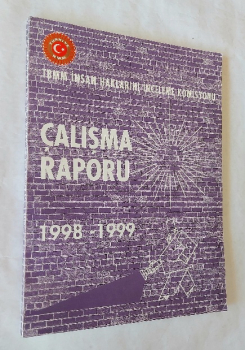 TBMM İNSAN HAKLARINI İNCELEME KOMİSYONU
ÇALIŞMA
RAPORU
1998 - 1999